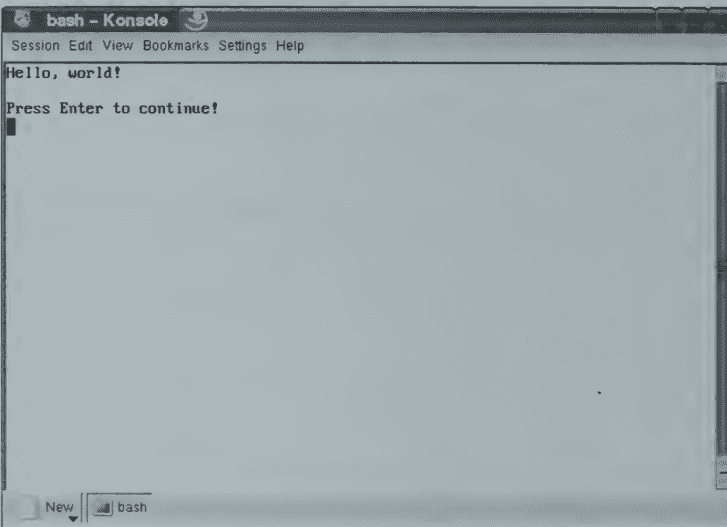 bash – Konsole
Session Edit View Bookmarks Settings Help
Hello, world!
Press Enter to continue!
New bash